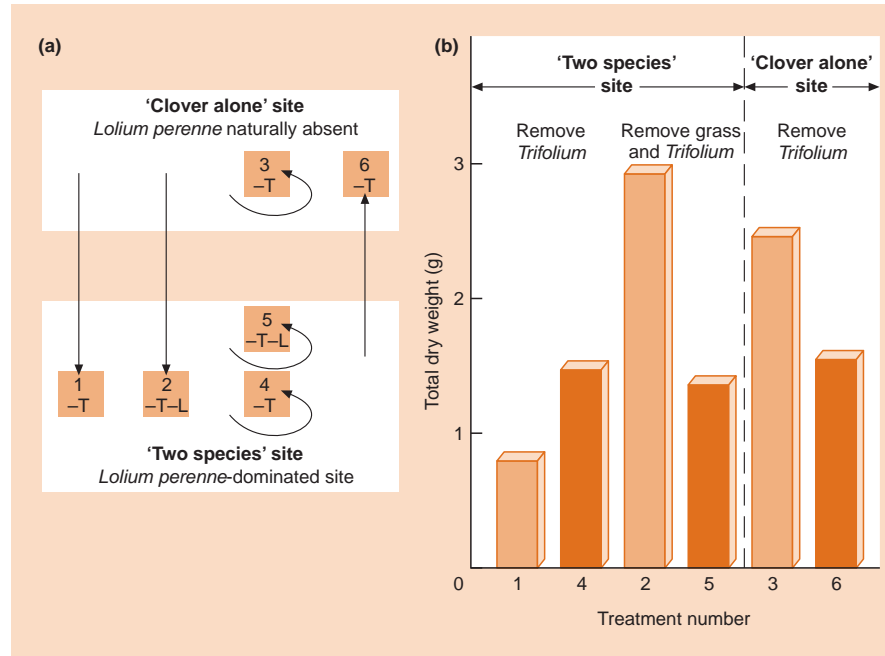 (a)
'Clover alone' site
Lolium perenne naturally absent
3
–T
6
–T
5
–T–L
1
–T
2
–T–L
4
–T
'Two species' site
Lolium perenne-dominated site
(b)
'Two species'
site
'Clover alone'
site
Remove
Trifolium
Remove grass
and Trifolium
Remove
Trifolium
Total dry weight (g)
3
2
1
0
1 4 2 5 3 6
Treatment number